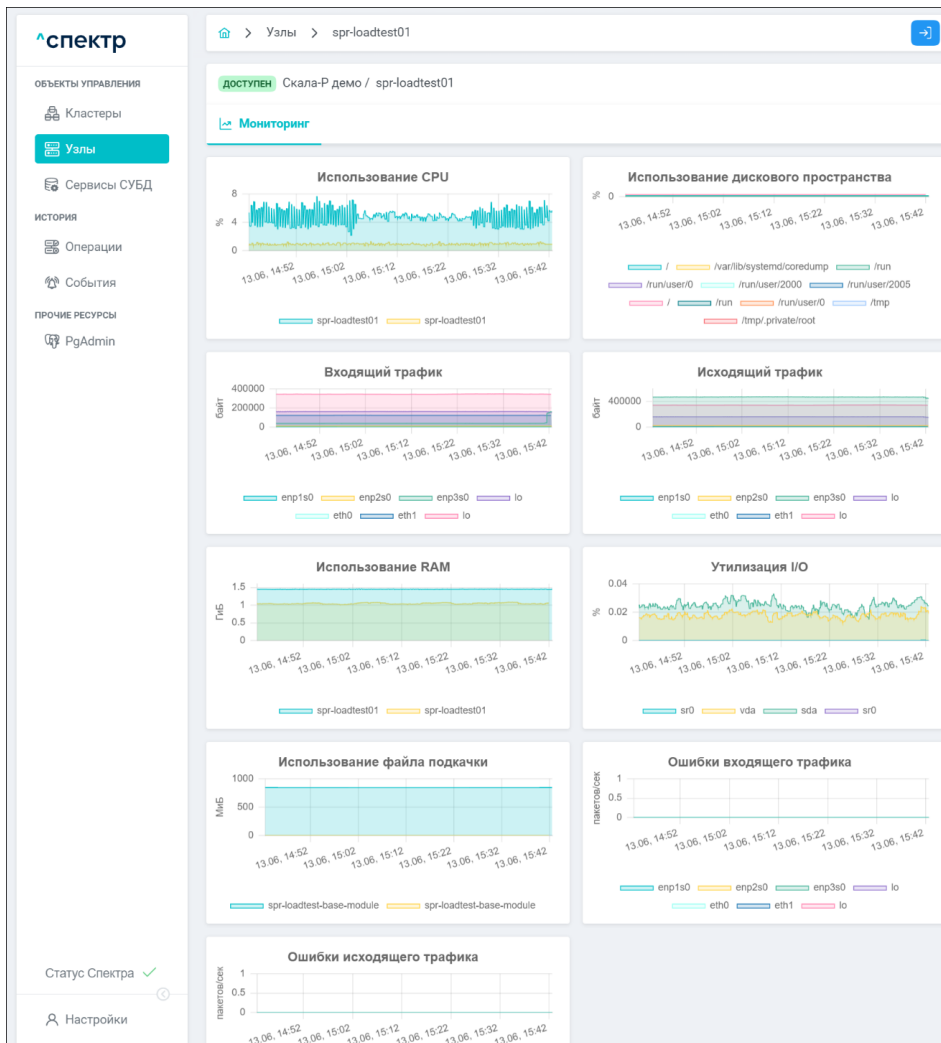 ^спектр
ОБЪЕКТЫ УПРАВЛЕНИЯ
Кластеры
Узлы
Сервисы СУБД
ИСТОРИЯ
Операции
События
ПРОЧИЕ РЕСУРСЫ
PgAdmin
Статус Спектра
Настройки
> Узлы > spr-loadtest01
ДОСТУПЕН Скала-Р демо / spr-loadtest01
Мониторинг
Использование CPU
%
8
4
0
13.06, 14:52 13.06, 15:02 13.06, 15:12 13.06, 15:22 13.06, 15:32 13.06, 15:42
spr-loadtest01 spr-loadtest01
Использование дискового пространства
%
0
13.06, 14:52 13.06, 15:02 13.06, 15:12 13.06, 15:22 13.06, 15:32 13.06, 15:42
/ /var/lib/systemd/coredump /run
/run/user/0 /run/user/2000 /run/user/2005
/ /run /run/user/0 /tmp
/tmp/.private/root
Входящий трафик
байт
400000
200000
0
13.06, 14:52 13.06, 15:02 13.06, 15:12 13.06, 15:22 13.06, 15:32 13.06, 15:42
enp1s0 enp2s0 enp3s0 lo
eth0 eth1 lo
Исходящий трафик
байт
400000
0
13.06, 14:52 13.06, 15:02 13.06, 15:12 13.06, 15:22 13.06, 15:32 13.06, 15:42
enp1s0 enp2s0 enp3s0 lo
eth0 eth1 lo
Использование RAM
ГиБ
1.5
1
0.5
0
13.06, 14:52 13.06, 15:02 13.06, 15:12 13.06, 15:22 13.06, 15:32 13.06, 15:42
spr-loadtest01 spr-loadtest01
Утилизация I/O
%
0.04
0.02
0
13.06, 14:52 13.06, 15:02 13.06, 15:12 13.06, 15:22 13.06, 15:32 13.06, 15:42
sr0 vda sda sr0
Использование файла подкачки
МиБ
1000
500
0
13.06, 14:52 13.06, 15:02 13.06, 15:12 13.06, 15:22 13.06, 15:32 13.06, 15:42
spr-loadtest-base-module spr-loadtest-base-module
Ошибки входящего трафика
пакетов/сек
1
0.5
0
13.06, 14:52 13.06, 15:02 13.06, 15:12 13.06, 15:22 13.06, 15:32 13.06, 15:42
enp1s0 enp2s0 enp3s0 lo
eth0 eth1 lo
Ошибки исходящего трафика
пакетов/сек
1
0.5
0
13.06, 14:52 13.06, 15:02 13.06, 15:12 13.06, 15:22 13.06, 15:32 13.06, 15:42